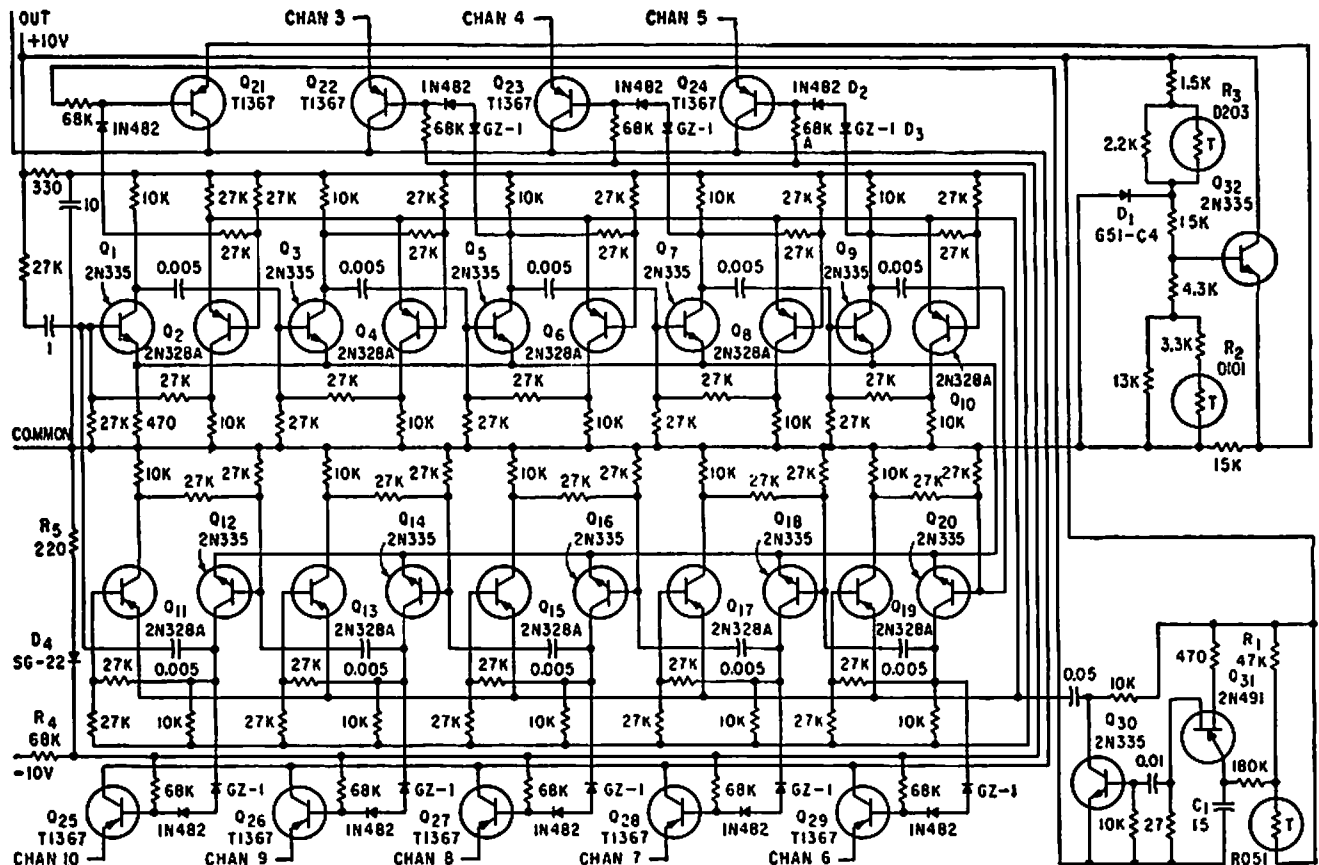 OUT
+10V
CHAN 3
CHAN 4
CHAN 5
Q21
T1367
Q22
T1367
1N482
Q23
T1367
1N482
Q24
T1367
1N482
D2
68K
1N482
68K
GZ-1
68K
GZ-1
68K
A
GZ-1
D3
1.5K
R3
D203
2.2K
T
Q32
2N335
D1
G51-C4
15K
4.3K
3.3K
R2
D101
13K
T
15K
330
10
10K
27K
27K
10K
27K
10K
27K
10K
27K
10K
27K
27K
27K
27K
27K
27K
Q1
2N335
0.005
Q3
2N335
0.005
Q5
2N335
0.005
Q7
2N335
0.005
Q9
2N335
0.005
1
Q2
2N328A
Q4
2N328A
Q6
2N328A
Q8
2N328A
2N328A
Q10
27K
27K
27K
27K
27K
COMMON
27K
470
10K
27K
10K
27K
10K
27K
10K
27K
10K
10K
27K
10K
27K
10K
27K
10K
27K
10K
27K
27K
27K
27K
27K
27K
R5
220
Q12
2N335
Q14
2N335
Q16
2N335
Q18
2N335
Q20
2N335
Q11
2N328A
Q13
2N328A
Q15
2N328A
Q17
2N328A
Q19
2N328A
D4
SG-22
0.005
0.005
0.005
0.005
0.005
27K
27K
27K
27K
27K
27K
10K
27K
10K
27K
10K
27K
10K
27K
10K
R4
68K
-10V
0.05
10K
470
R1
47K
Q31
2N491
Q30
2N335
0.01
180K
10K
27
C1
15
T
R051
68K
GZ-1
68K
GZ-1
68K
GZ-1
68K
GZ-1
68K
GZ-1
Q25
T1367
1N482
Q26
T1367
1N482
Q27
T1367
1N482
Q28
T1367
1N482
Q29
T1367
1N482
CHAN 10
CHAN 9
CHAN 8
CHAN 7
CHAN 6